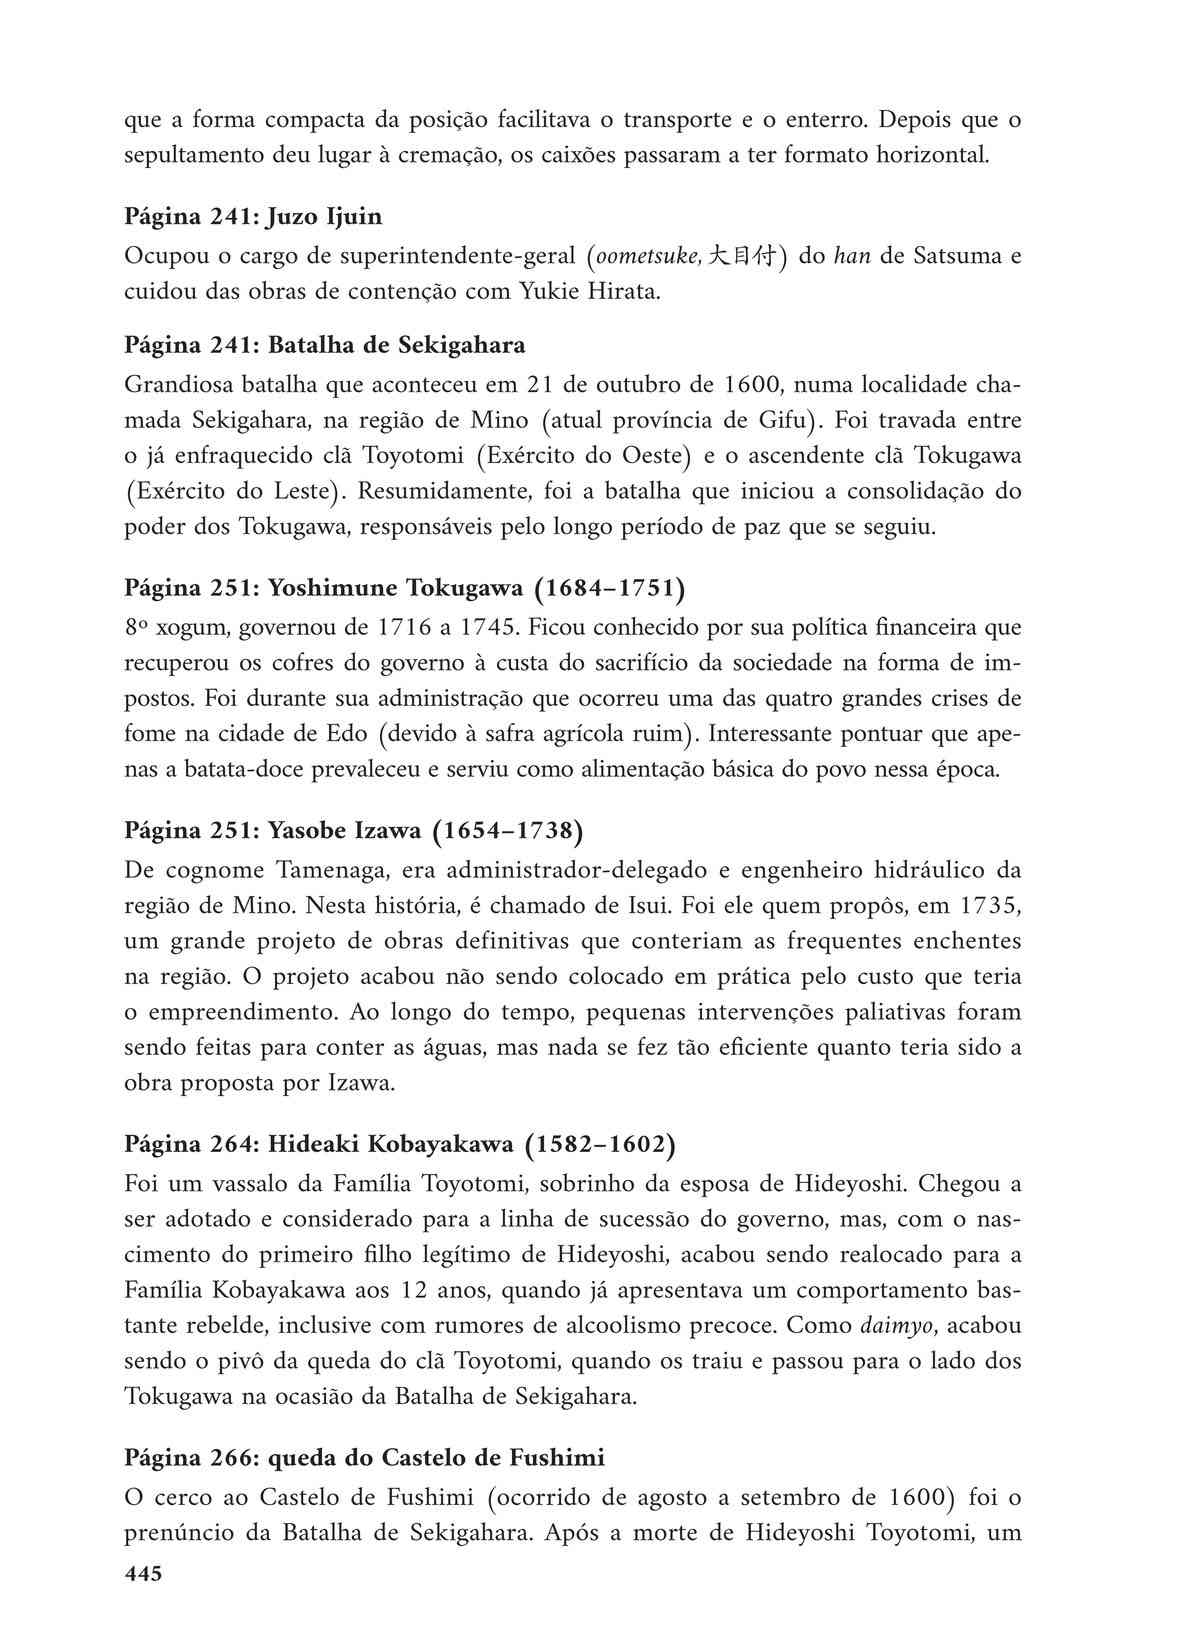 que a forma compacta da posição facilitava o transporte e o enterro. Depois que o
sepultamento deu lugar à cremação, os caixões passaram a ter formato horizontal.
Página 241: Juzo Ijuin
Ocupou o cargo de superintendente-geral (oometsuke, 大目付) do han de Satsuma e
cuidou das obras de contenção com Yukie Hirata.
Página 241: Batalha de Sekigahara
Grandiosa batalha que aconteceu em 21 de outubro de 1600, numa localidade cha-
mada Sekigahara, na região de Mino (atual província de Gifu). Foi travada entre
o já enfraquecido clã Toyotomi (Exército do Oeste) e o ascendente clã Tokugawa
(Exército do Leste). Resumidamente, foi a batalha que iniciou a consolidação do
poder dos Tokugawa, responsáveis pelo longo período de paz que se seguiu.
Página 251: Yoshimune Tokugawa (1684–1751)
8º xogum, governou de 1716 a 1745. Ficou conhecido por sua política financeira que
recuperou os cofres do governo à custa do sacrifício da sociedade na forma de im-
postos. Foi durante sua administração que ocorreu uma das quatro grandes crises de
fome na cidade de Edo (devido à safra agrícola ruim). Interessante pontuar que ape-
nas a batata-doce prevaleceu e serviu como alimentação básica do povo nessa época.
Página 251: Yasobe Izawa (1654–1738)
De cognome Tamenaga, era administrador-delegado e engenheiro hidráulico da
região de Mino. Nesta história, é chamado de Isui. Foi ele quem propôs, em 1735,
um grande projeto de obras definitivas que conteriam as frequentes enchentes
na região. O projeto acabou não sendo colocado em prática pelo custo que teria
o empreendimento. Ao longo do tempo, pequenas intervenções paliativas foram
sendo feitas para conter as águas, mas nada se fez tão eficiente quanto teria sido a
obra proposta por Izawa.
Página 264: Hideaki Kobayakawa (1582–1602)
Foi um vassalo da Família Toyotomi, sobrinho da esposa de Hideyoshi. Chegou a
ser adotado e considerado para a linha de sucessão do governo, mas, com o nas-
cimento do primeiro filho legítimo de Hideyoshi, acabou sendo realocado para a
Família Kobayakawa aos 12 anos, quando já apresentava um comportamento bas-
tante rebelde, inclusive com rumores de alcoolismo precoce. Como daimyo, acabou
sendo o pivô da queda do clã Toyotomi, quando os traiu e passou para o lado dos
Tokugawa na ocasião da Batalha de Sekigahara.
Página 266: queda do Castelo de Fushimi
O cerco ao Castelo de Fushimi (ocorrido de agosto a setembro de 1600) foi o
prenúncio da Batalha de Sekigahara. Após a morte de Hideyoshi Toyotomi, um
445